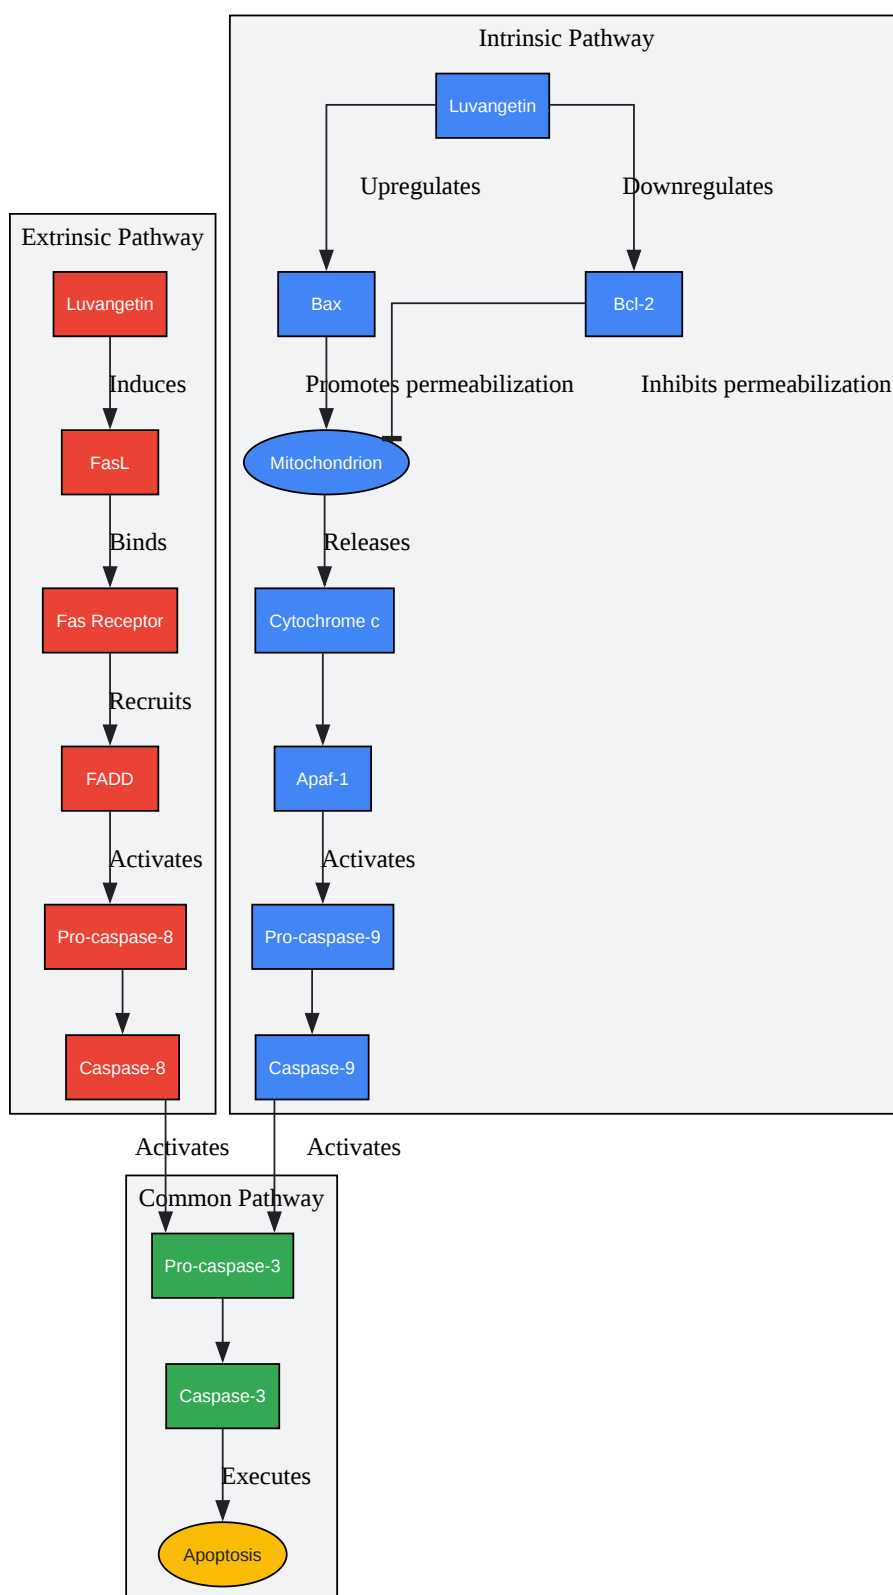 Intrinsic Pathway
Luvangetin
Upregulates
Downregulates
Bax
Bcl-2
Promotes permeabilization
Inhibits permeabilization
Mitochondrion
Releases
Cytochrome c
Apaf-1
Activates
Pro-caspase-9
Caspase-9
Activates
Extrinsic Pathway
Luvangetin
Induces
FasL
Binds
Fas Receptor
Recruits
FADD
Activates
Pro-caspase-8
Caspase-8
Activates
Common Pathway
Pro-caspase-3
Caspase-3
Executes
Apoptosis